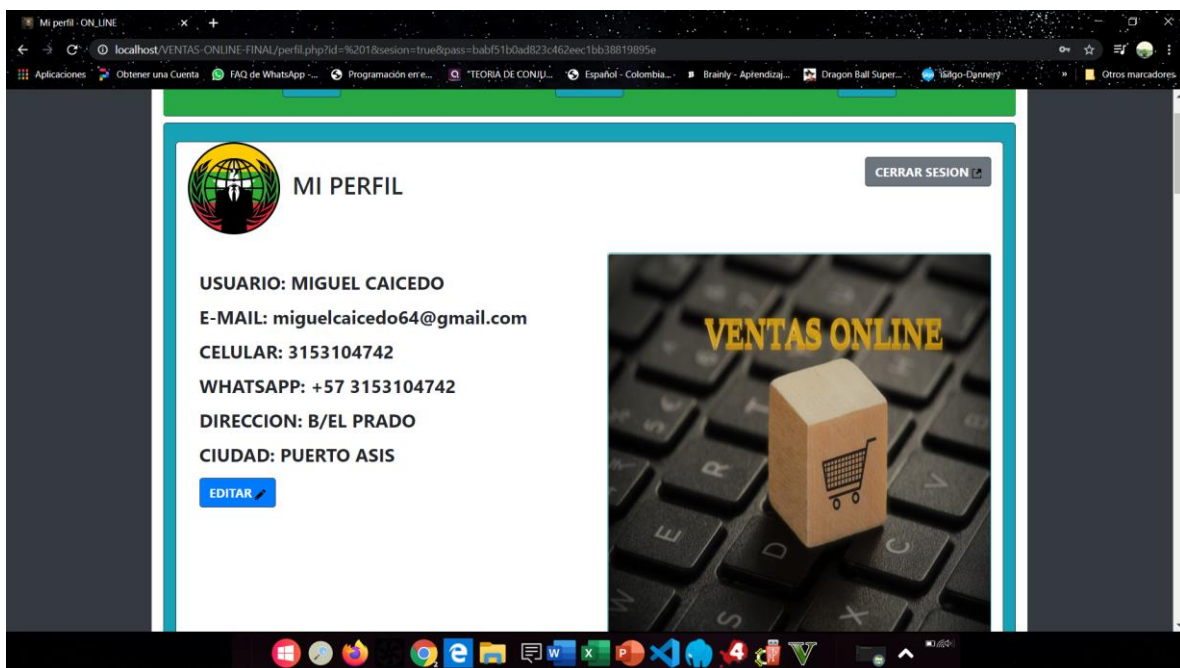 Mi perfil - ON_LINE
localhost/VENTAS-ONLINE-FINAL/perfil.php?id=%201&sesion=true&pass=babf51b0ad823c462eec1bb38819895e
Aplicaciones
Obtener una Cuenta
FAQ de WhatsApp -...
Programación en e...
"TEORIA DE CONJU...
Español - Colombia...
Brainly - Aprendizaj...
Dragon Ball Super...
»
Otros marcadores
MI PERFIL
CERRAR SESION
USUARIO: MIGUEL CAICEDO
E-MAIL: miguelcaicedo64@gmail.com
CELULAR: 3153104742
WHATSAPP: +57 3153104742
DIRECCION: B/EL PRADO
CIUDAD: PUERTO ASIS
EDITAR
VENTAS ONLINE